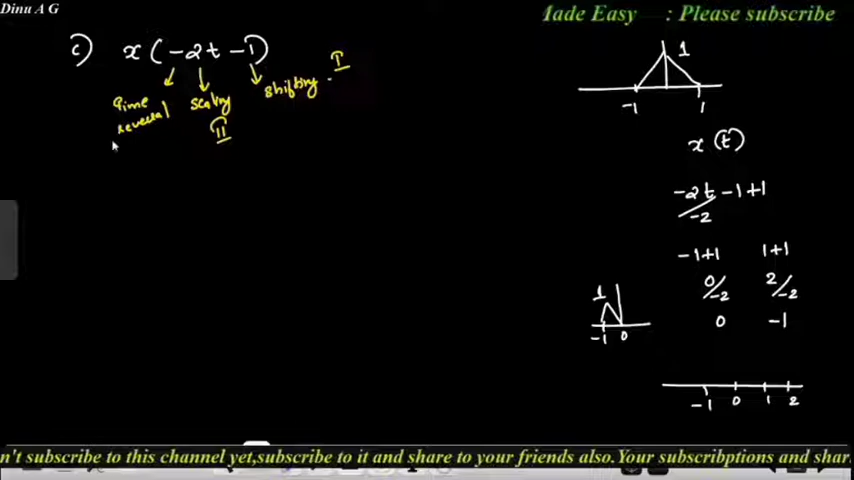 Dinu A G
Made Easy : Please subscribe
c) x(-2t-1)
Time reversal
scaling
II
shifting - I
1
-1 1
x(t)
-2t-1+1
-2
-1+1 1+1
0/-2 2/-2
0 -1
1
-1 0
-1 0 1 2
n't subscribe to this channel yet,subscribe to it and share to your friends also.Your subscribptions and shar